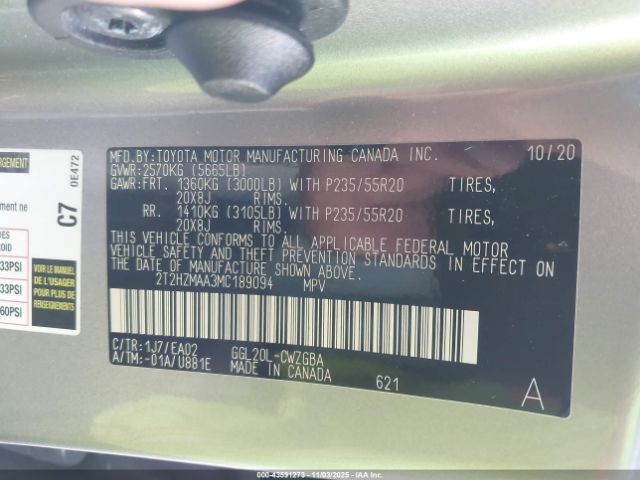 MFD.BY:TOYOTA MOTOR MANUFACTURING CANADA INC. 10/20
GVWR:2570KG (5665LB)
GAWR:FRT. 1360KG (3000LB) WITH P235/55R20 TIRES,
20X8J RIMS.
RR. 1410KG (3105LB) WITH P235/55R20 TIRES,
20X8J RIMS.
THIS VEHICLE CONFORMS TO ALL APPLICABLE FEDERAL MOTOR
VEHICLE SAFETY AND THEFT PREVENTION STANDARDS IN EFFECT ON
THE DATE OF MANUFACTURE SHOWN ABOVE.
2T2HZMAA3MC189094 MPV
C/TR:1J7/EA02 GGL20L-CWZGBA
A/TM:-01A/U881E MADE IN CANADA 621
A
C7
0E472
33PSI
33PSI
60PSI
VOIR LE MANUEL
DE L'USAGER
POUR PLUS DE
RENSEIGNEMENTS
--- 43591273 - 11/03/2025 - IAAI.COM ---